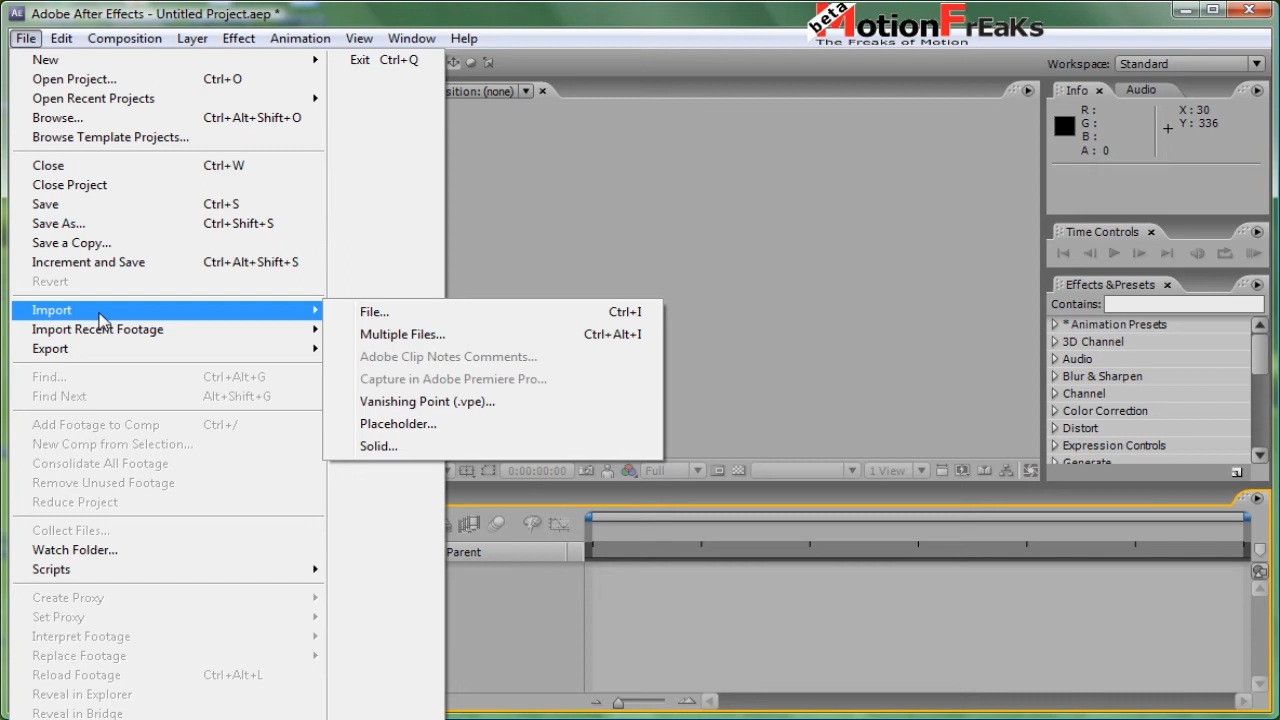 Adobe After Effects - Untitled Project.aep *
beta
MotionFrEaKs
The Freaks of Motion
File Edit Composition Layer Effect Animation View Window Help
New
Open Project... Ctrl+O
Open Recent Projects
Browse... Ctrl+Alt+Shift+O
Browse Template Projects...
Close Ctrl+W
Close Project
Save Ctrl+S
Save As... Ctrl+Shift+S
Save a Copy...
Increment and Save Ctrl+Alt+Shift+S
Revert
Import
Import Recent Footage
Export
Find... Ctrl+Alt+G
Find Next Alt+Shift+G
Add Footage to Comp Ctrl+/
New Comp from Selection...
Consolidate All Footage
Remove Unused Footage
Reduce Project
Collect Files...
Watch Folder...
Scripts
Create Proxy
Set Proxy
Interpret Footage
Replace Footage
Reload Footage Ctrl+Alt+L
Reveal in Explorer
Reveal in Bridge
Exit Ctrl+Q
File... Ctrl+I
Multiple Files... Ctrl+Alt+I
Adobe Clip Notes Comments...
Capture in Adobe Premiere Pro...
Vanishing Point (.vpe)...
Placeholder...
Solid...
sition: (none)
0:00:00:00 Full 1 View
Parent
Workspace: Standard
Info Audio
R: X: 30
G: Y: 336
B:
A: 0
Time Controls
Effects & Presets
Contains:
* Animation Presets
3D Channel
Audio
Blur & Sharpen
Channel
Color Correction
Distort
Expression Controls
Generate